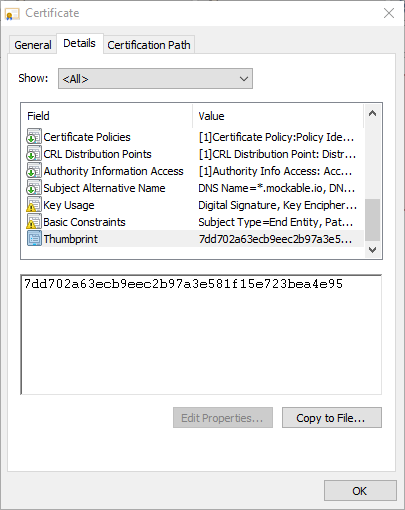 Certificate
General Details Certification Path
Show: <All>
Field Value
Certificate Policies [1]Certificate Policy:Policy Ide...
CRL Distribution Points [1]CRL Distribution Point: Distr...
Authority Information Access [1]Authority Info Access: Acc...
Subject Alternative Name DNS Name=*.mockable.io, DN...
Key Usage Digital Signature, Key Encipher...
Basic Constraints Subject Type=End Entity, Pat...
Thumbprint 7dd702a63ecb9eec2b97a3e5...
7dd702a63ecb9eec2b97a3e581f15e723bea4e95
Edit Properties... Copy to File...
OK